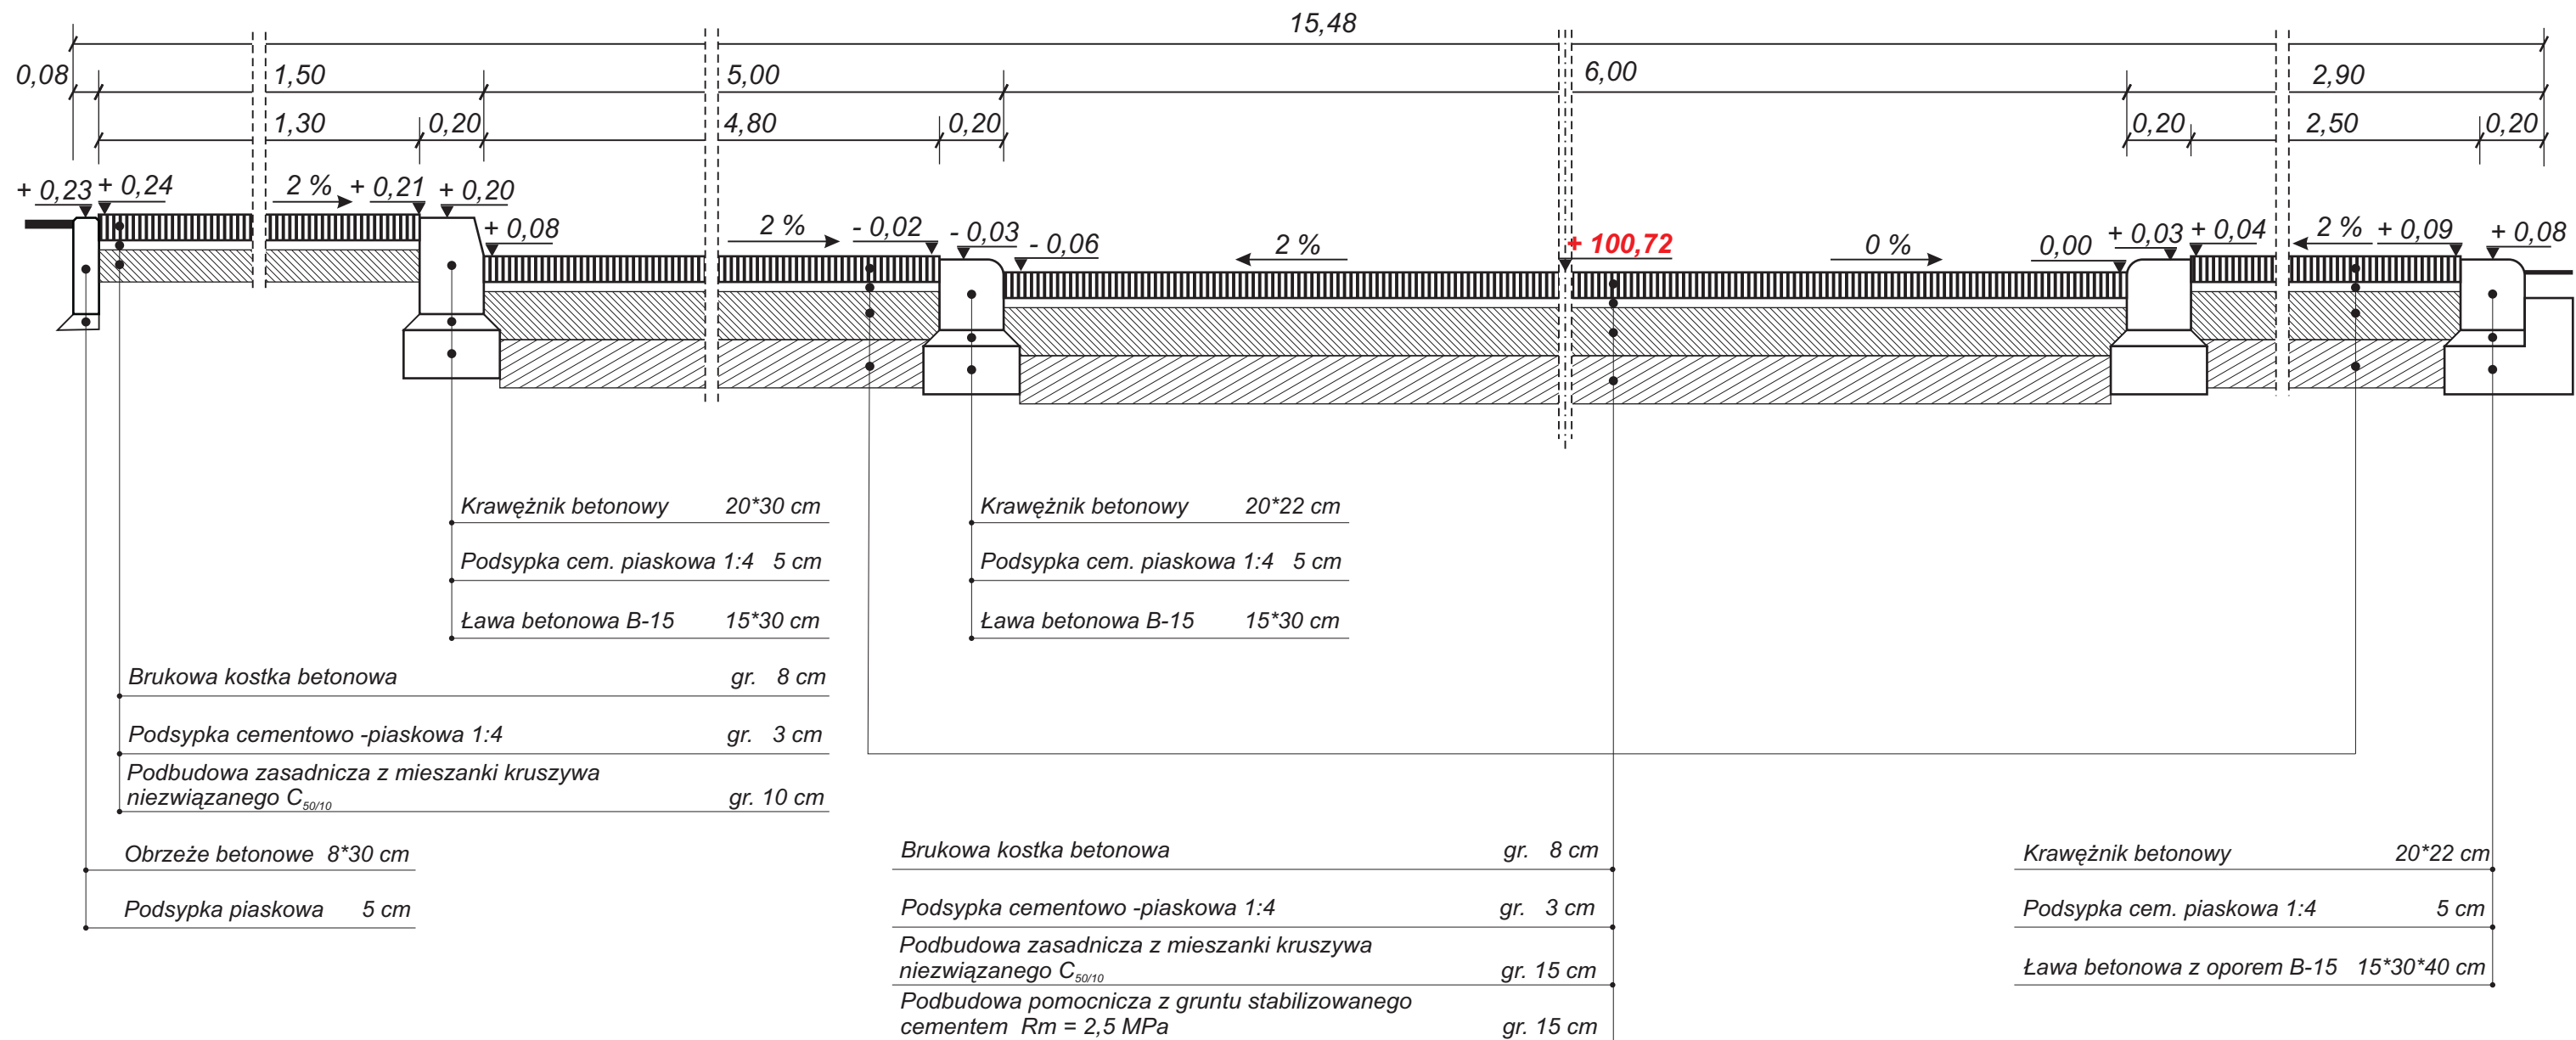 15,48
0,08 1,50 5,00 6,00 2,90
1,30 0,20 4,80 0,20 0,20 2,50 0,20
+ 0,23 + 0,24 2 % + 0,21 + 0,20
+ 0,08 2 % - 0,02 - 0,03 - 0,06 2 % + 100,72 0 % 0,00 + 0,03 + 0,04 2 % + 0,09 + 0,08
Krawężnik betonowy 20*30 cm
Podsypka cem. piaskowa 1:4 5 cm
Ława betonowa B-15 15*30 cm
Krawężnik betonowy 20*22 cm
Podsypka cem. piaskowa 1:4 5 cm
Ława betonowa B-15 15*30 cm
Brukowa kostka betonowa gr. 8 cm
Podsypka cementowo -piaskowa 1:4 gr. 3 cm
Podbudowa zasadnicza z mieszanki kruszywa
niezwiązanego C50/10 gr. 10 cm
Obrzeże betonowe 8*30 cm
Podsypka piaskowa 5 cm
Brukowa kostka betonowa gr. 8 cm
Podsypka cementowo -piaskowa 1:4 gr. 3 cm
Podbudowa zasadnicza z mieszanki kruszywa
niezwiązanego C50/10 gr. 15 cm
Podbudowa pomocnicza z gruntu stabilizowanego
cementem Rm = 2,5 MPa gr. 15 cm
Krawężnik betonowy 20*22 cm
Podsypka cem. piaskowa 1:4 5 cm
Ława betonowa z oporem B-15 15*30*40 cm